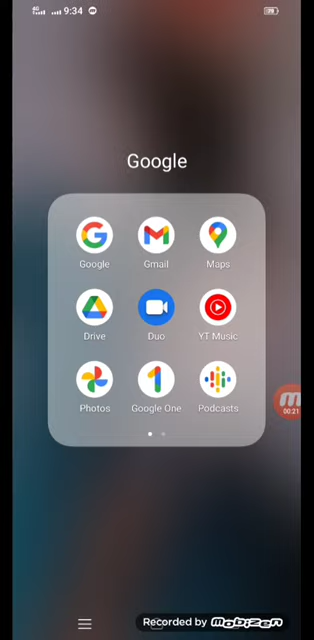 4G 9:34
Google
Google Gmail Maps
Drive Duo YT Music
Photos Google One Podcasts
00:21
Recorded by mobizen